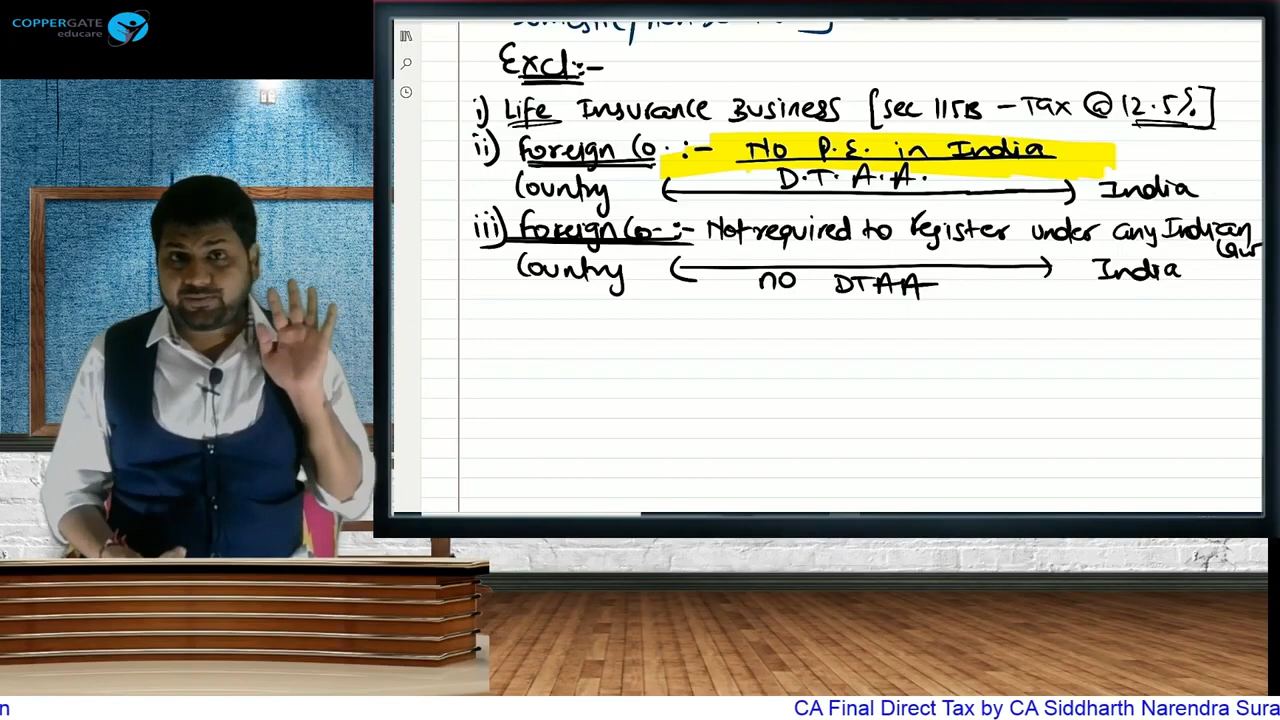 COPPERGATE
educare
Excl:-
i) Life Insurance Business [Sec 115B - Tax @ 12.5%]
ii) Foreign Co. :- No P.E. in India
Country D.T.A.A. India
iii) Foreign Co. :- Not required to register under any Indian Law
Country no DTAA India
n CA Final Direct Tax by CA Siddharth Narendra Sura